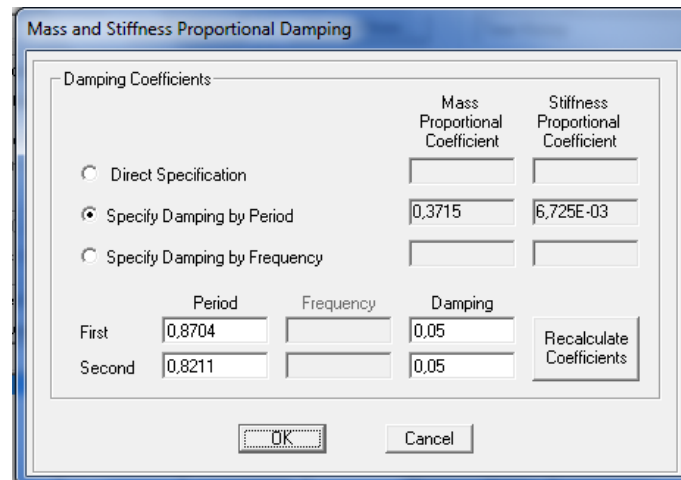 Mass and Stiffness Proportional Damping
Damping Coefficients
Mass Proportional Coefficient
Stiffness Proportional Coefficient
Direct Specification
Specify Damping by Period
0,3715
6,725E-03
Specify Damping by Frequency
Period Frequency Damping
First 0,8704 0,05
Second 0,8211 0,05
Recalculate Coefficients
OK Cancel